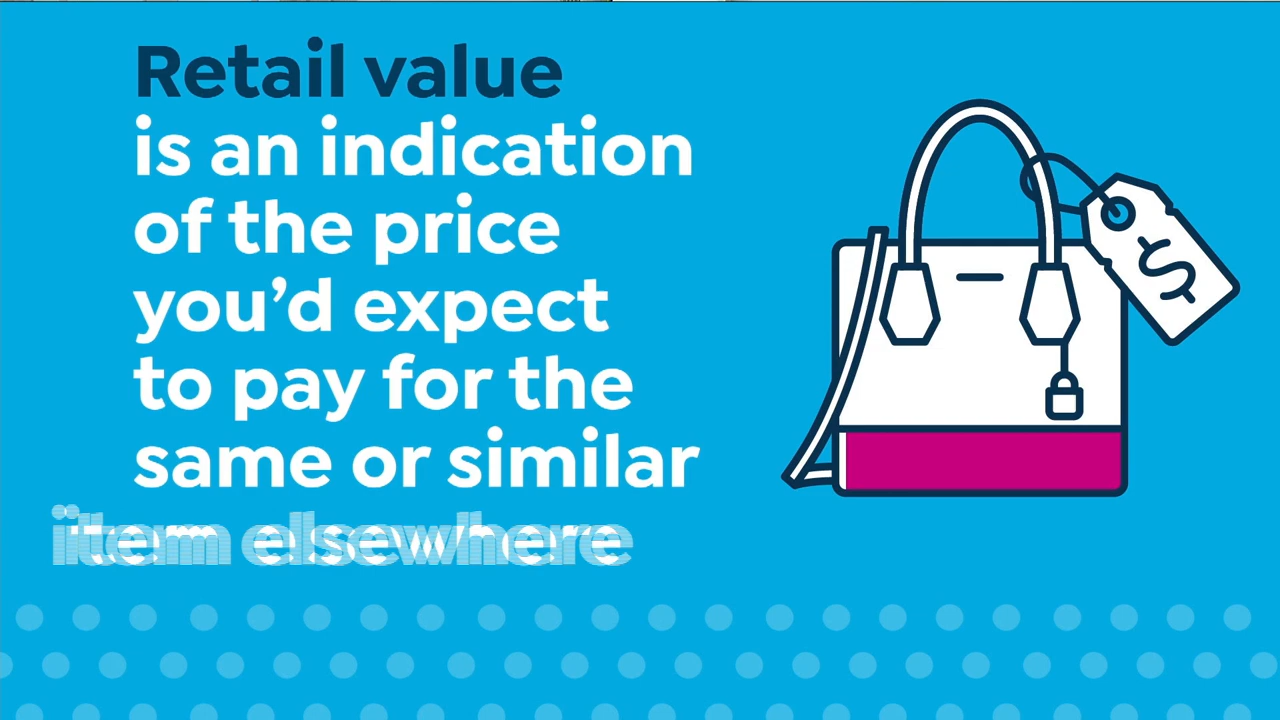 Retail value
is an indication
of the price
you’d expect
to pay for the
same or similar
item elsewhere
$